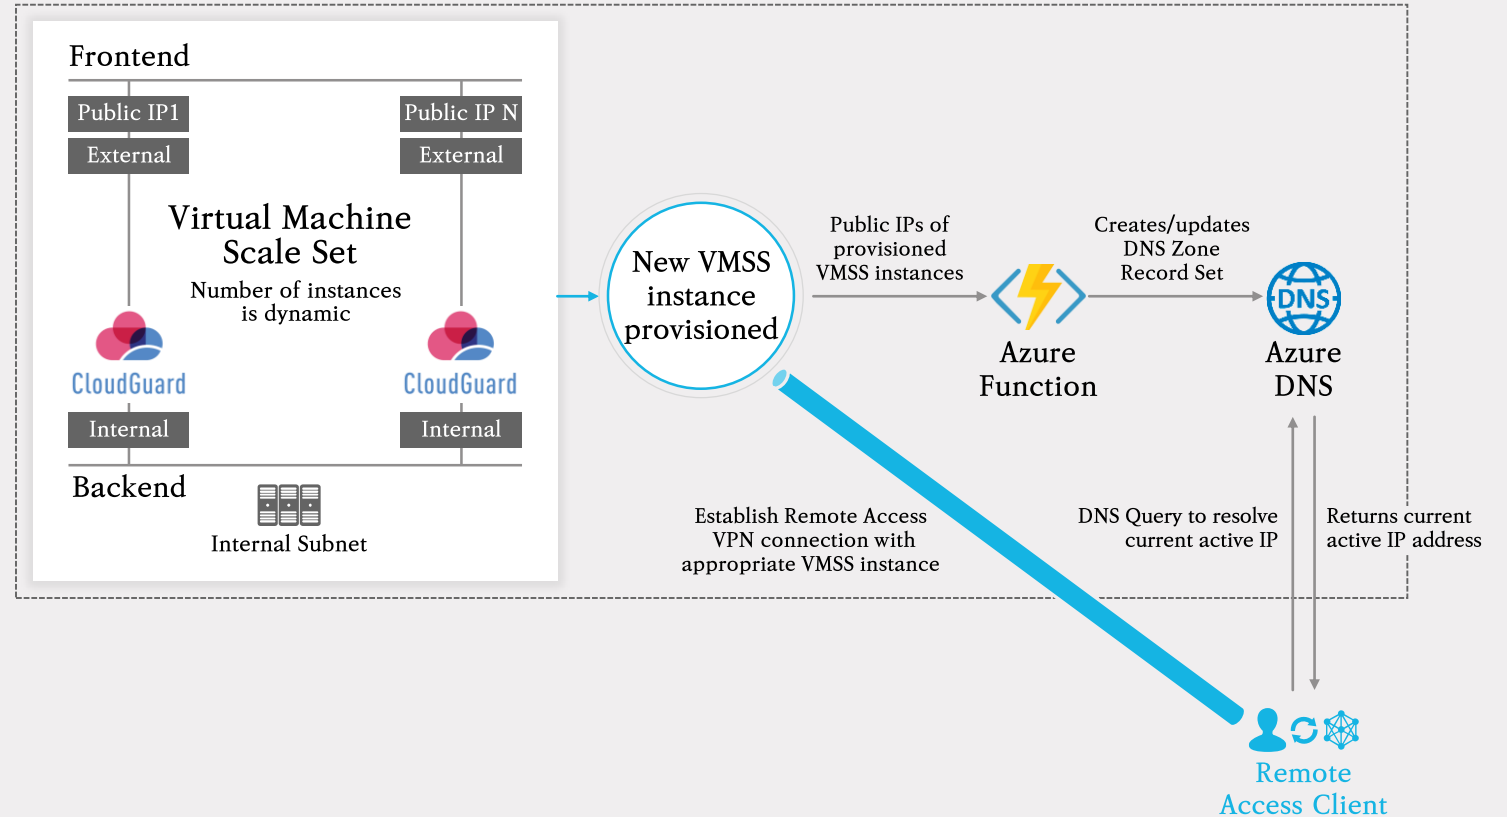 Frontend
Public IP1
Public IP N
External
External
Virtual Machine
Scale Set
Number of instances
is dynamic
CloudGuard
CloudGuard
Internal
Internal
Backend
Internal Subnet
New VMSS
instance
provisioned
Public IPs of
provisioned
VMSS instances
Azure
Function
Creates/updates
DNS Zone
Record Set
DNS
Azure
DNS
Establish Remote Access
VPN connection with
appropriate VMSS instance
DNS Query to resolve
current active IP
Returns current
active IP address
Remote
Access Client